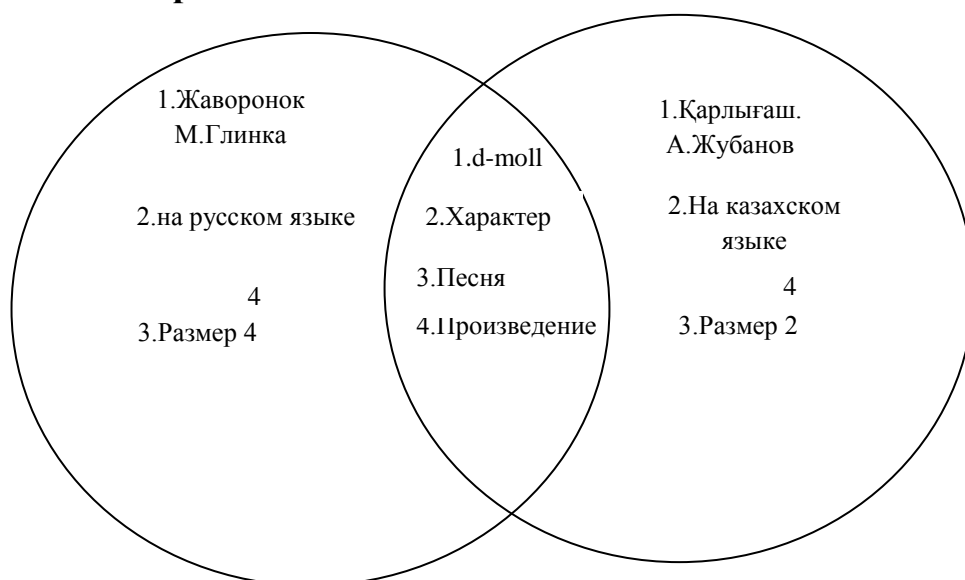 1.Жаворонок
М.Глинка
2.на русском языке
4
3.Размер 4
1.d-moll
2.Характер
3.Песня
4.Произведение
1.Қарлығаш.
А.Жубанов
2.На казахском
языке
4
3.Размер 2